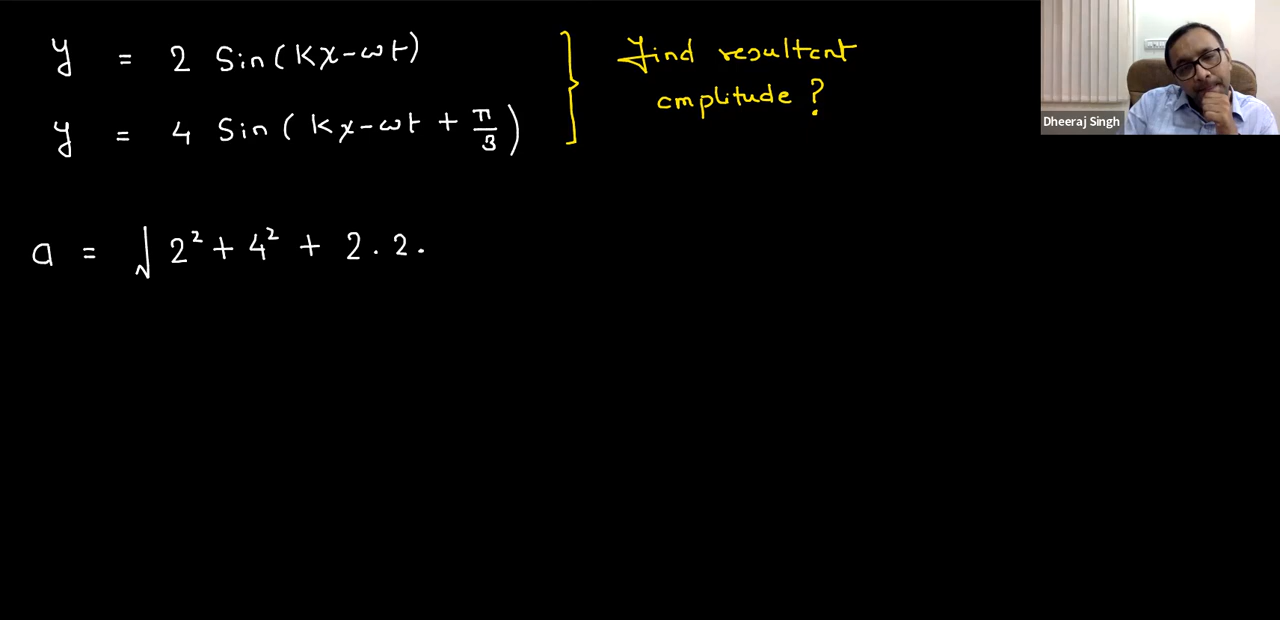 y = 2 Sin(kx-ωt)
y = 4 Sin(kx-ωt + π/3)
find resultant
amplitude ?
Dheeraj Singh
a = √2² + 4² + 2 . 2 .